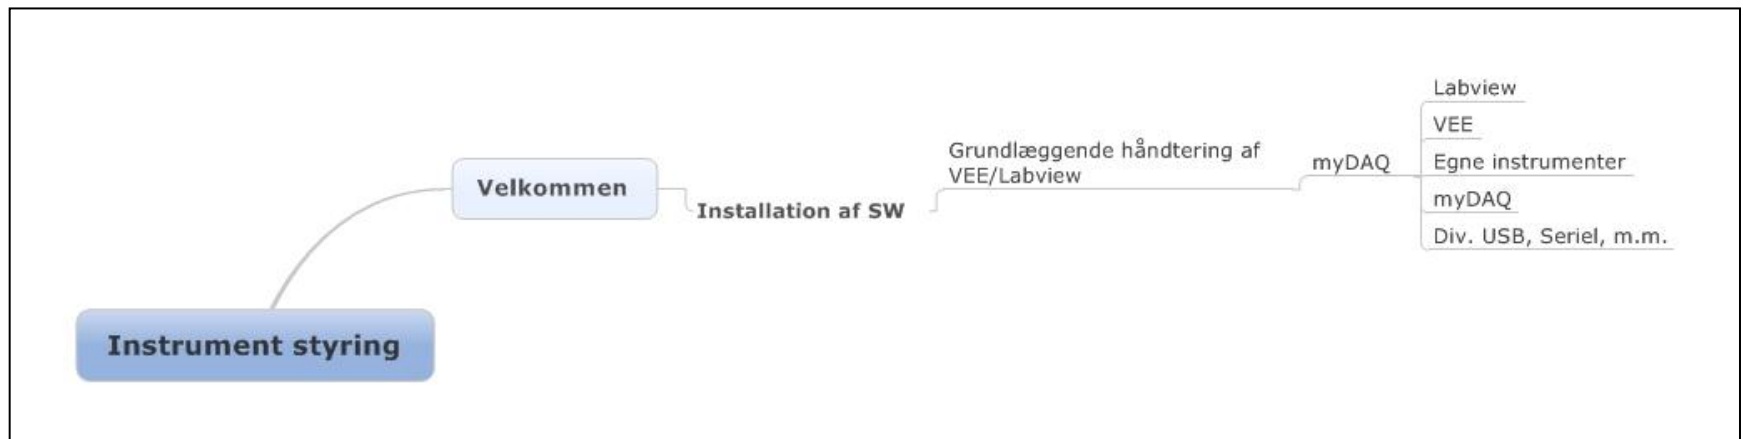 Instrument styring
Velkommen
Installation af SW
Grundlæggende håndtering af
VEE/Labview
myDAQ
Labview
VEE
Egne instrumenter
myDAQ
Div. USB, Seriel, m.m.